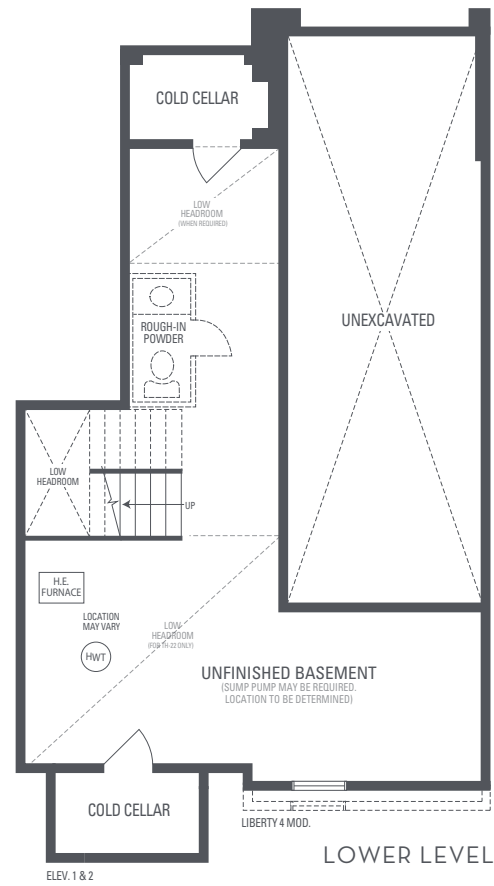 COLD CELLAR
LOW
HEADROOM
(WHEN REQUIRED)
UNEXCAVATED
ROUGH-IN
POWDER
LOW
HEADROOM
UP
H.E.
FURNACE
LOCATION
MAY VARY
LOW
HEADROOM
(FOR TH-22 ONLY)
HWT
UNFINISHED BASEMENT
(SUMP PUMP MAY BE REQUIRED.
LOCATION TO BE DETERMINED)
COLD CELLAR
LIBERTY 4 MOD.
LOWER LEVEL
ELEV. 1 & 2